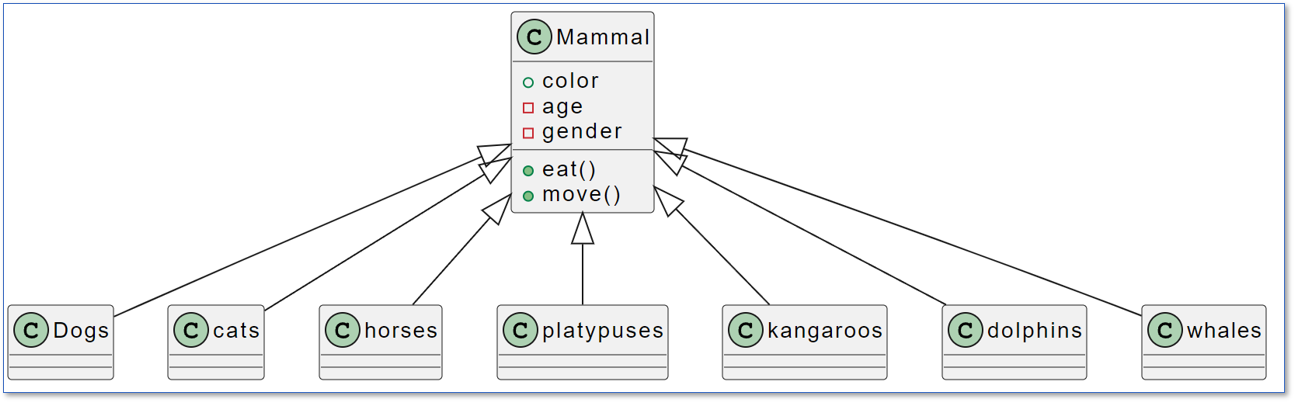 C Mammal
color
age
gender
eat()
move()
C Dogs
C cats
C horses
C platypuses
C kangaroos
C dolphins
C whales